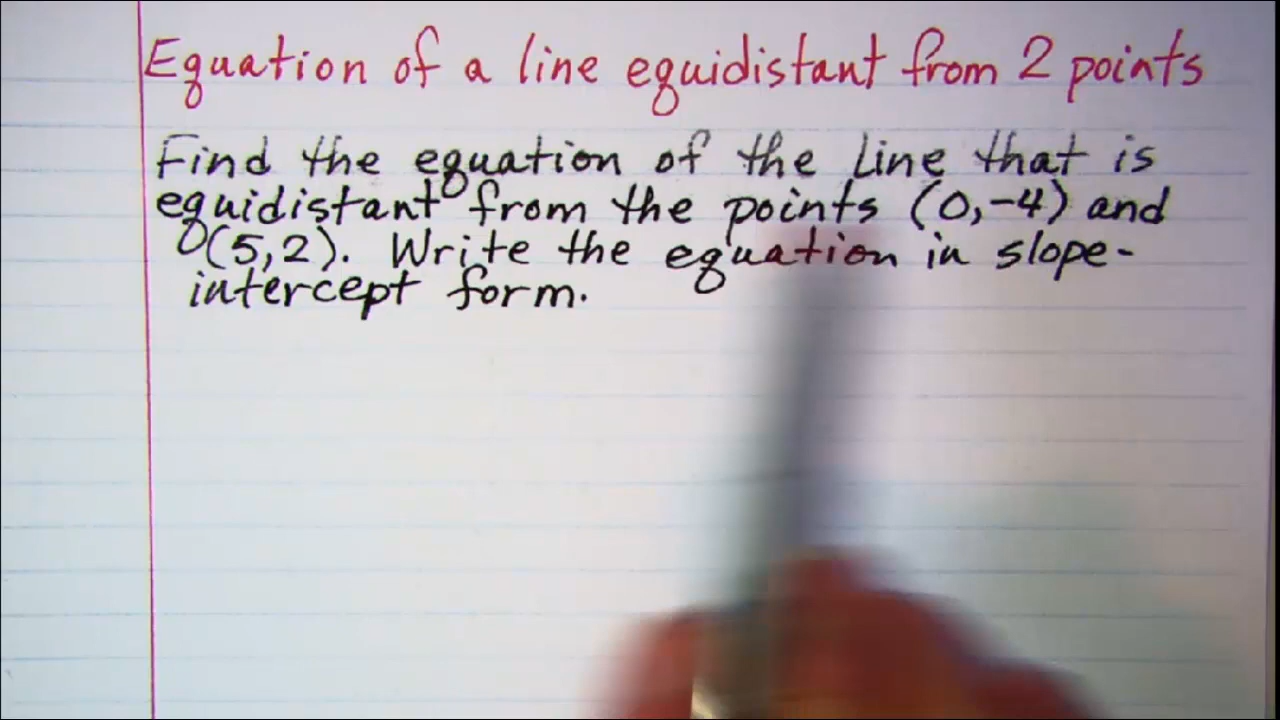 Equation of a line equidistant from 2 points
Find the equation of the line that is
equidistant from the points (0,-4) and
(5,2). Write the equation in slope-
intercept form.